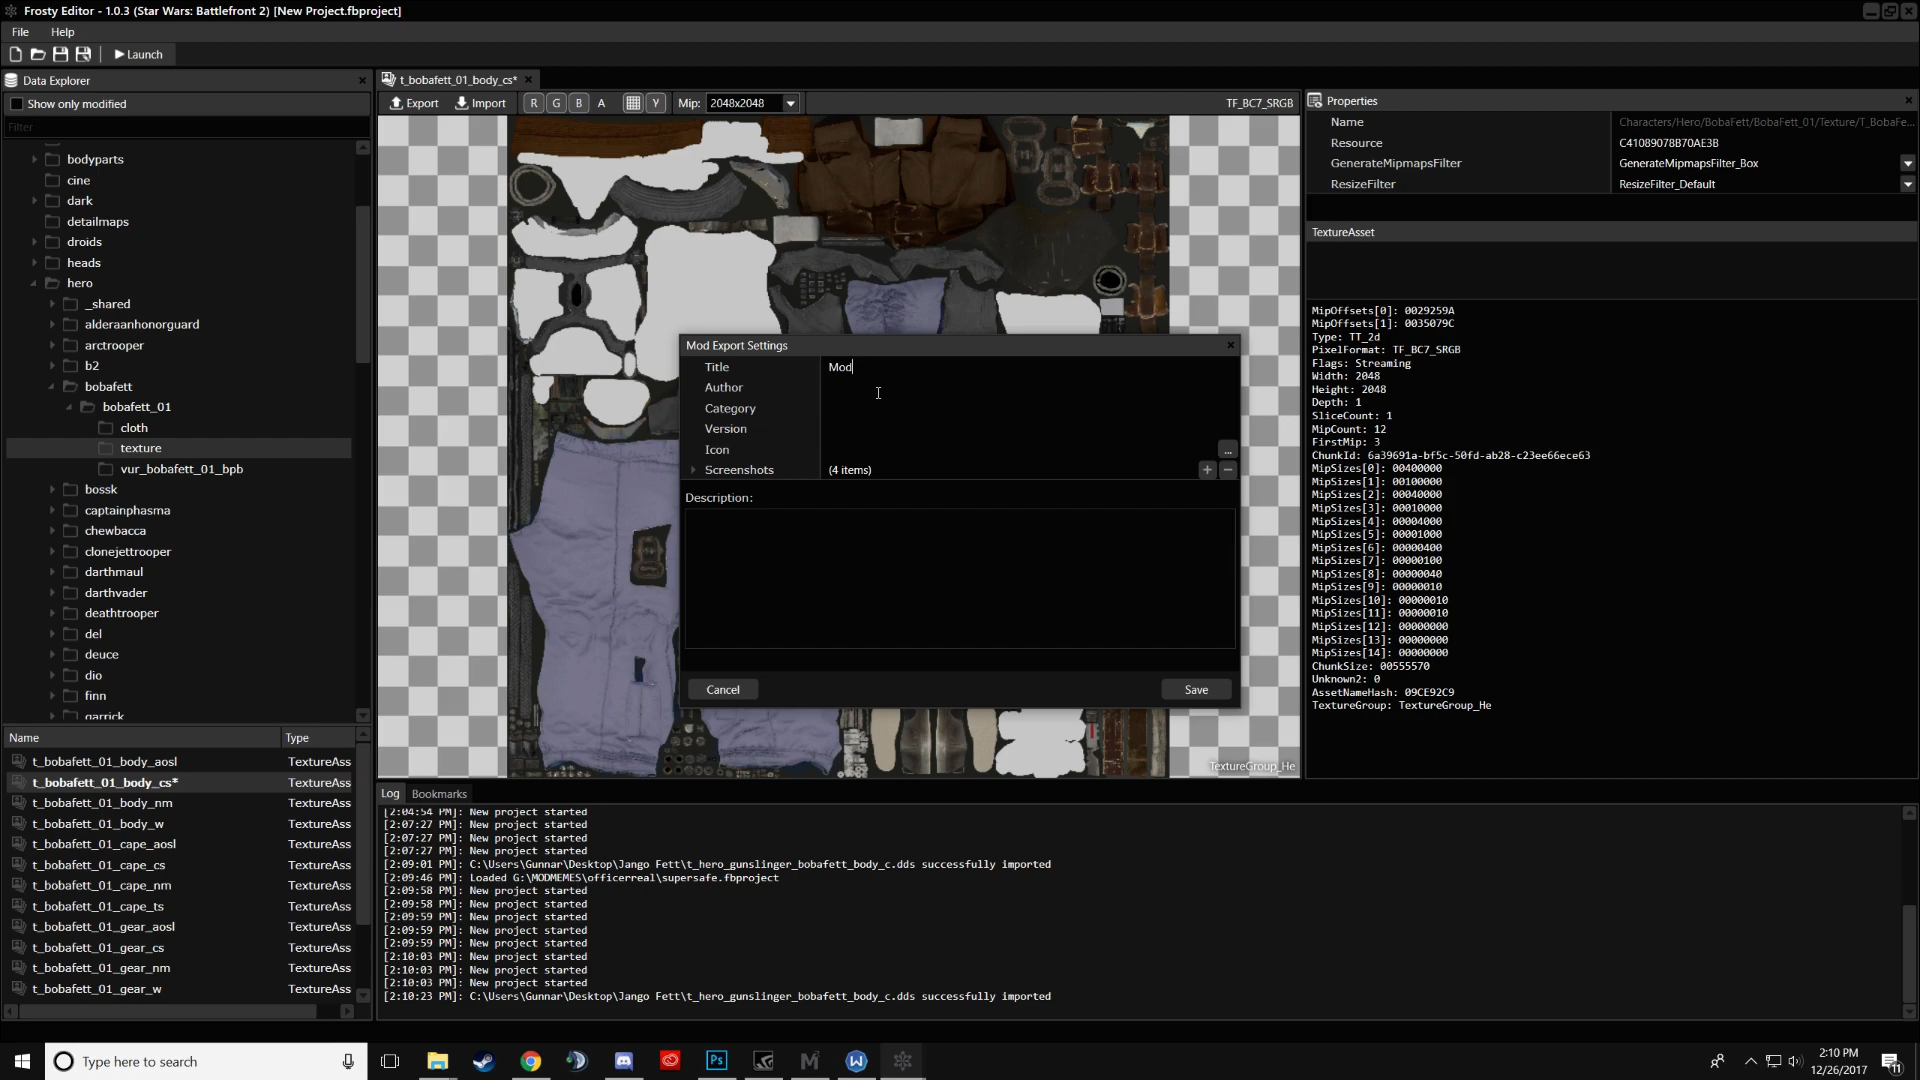 Frosty Editor - 1.0.3 (Star Wars: Battlefront 2) [New Project.fbproject]
File Help
Launch
Data Explorer
Show only modified
Filter
bodyparts
cine
dark
detailmaps
droids
heads
hero
_shared
alderaanhonorguard
arctrooper
b2
bobafett
bobafett_01
cloth
texture
vur_bobafett_01_bpb
bossk
captainphasma
chewbacca
clonejettrooper
darthmaul
darthvader
deathtrooper
del
deuce
dio
finn
garrick
Name Type
t_bobafett_01_body_aosl TextureAss
t_bobafett_01_body_cs* TextureAss
t_bobafett_01_body_nm TextureAss
t_bobafett_01_body_w TextureAss
t_bobafett_01_cape_aosl TextureAss
t_bobafett_01_cape_cs TextureAss
t_bobafett_01_cape_nm TextureAss
t_bobafett_01_cape_ts TextureAss
t_bobafett_01_gear_aosl TextureAss
t_bobafett_01_gear_cs TextureAss
t_bobafett_01_gear_nm TextureAss
t_bobafett_01_gear_w TextureAss
t_bobafett_01_body_cs*
Export Import R G B A γ Mip: 2048x2048 TF_BC7_SRGB
TextureGroup_He
Mod Export Settings
Title Mod
Author
Category
Version
Icon ...
Screenshots (4 items) + −
Description:
Cancel Save
Properties
Name Characters/Hero/BobaFett/BobaFett_01/Texture/T_BobaFe...
Resource C41089078B70AE3B
GenerateMipmapsFilter GenerateMipmapsFilter_Box
ResizeFilter ResizeFilter_Default
TextureAsset
MipOffsets[0]: 0029259A
MipOffsets[1]: 0035079C
Type: TT_2d
PixelFormat: TF_BC7_SRGB
Flags: Streaming
Width: 2048
Height: 2048
Depth: 1
SliceCount: 1
MipCount: 12
FirstMip: 3
ChunkId: 6a39691a-bf5c-50fd-ab28-c23ee66ece63
MipSizes[0]: 00400000
MipSizes[1]: 00100000
MipSizes[2]: 00040000
MipSizes[3]: 00010000
MipSizes[4]: 00004000
MipSizes[5]: 00001000
MipSizes[6]: 00000400
MipSizes[7]: 00000100
MipSizes[8]: 00000040
MipSizes[9]: 00000010
MipSizes[10]: 00000010
MipSizes[11]: 00000010
MipSizes[12]: 00000000
MipSizes[13]: 00000000
MipSizes[14]: 00000000
ChunkSize: 00555570
Unknown2: 0
AssetNameHash: 09CE92C9
TextureGroup: TextureGroup_He
Log Bookmarks
[2:04:54 PM]: New project started
[2:07:27 PM]: New project started
[2:07:27 PM]: New project started
[2:07:27 PM]: New project started
[2:09:01 PM]: C:\Users\Gunnar\Desktop\Jango Fett\t_hero_gunslinger_bobafett_body_c.dds successfully imported
[2:09:46 PM]: Loaded G:\MODMEMES\officerreal\supersafe.fbproject
[2:09:58 PM]: New project started
[2:09:58 PM]: New project started
[2:09:59 PM]: New project started
[2:09:59 PM]: New project started
[2:09:59 PM]: New project started
[2:10:03 PM]: New project started
[2:10:03 PM]: New project started
[2:10:03 PM]: New project started
[2:10:23 PM]: C:\Users\Gunnar\Desktop\Jango Fett\t_hero_gunslinger_bobafett_body_c.dds successfully imported
Type here to search
Ps
2:10 PM
12/26/2017
11